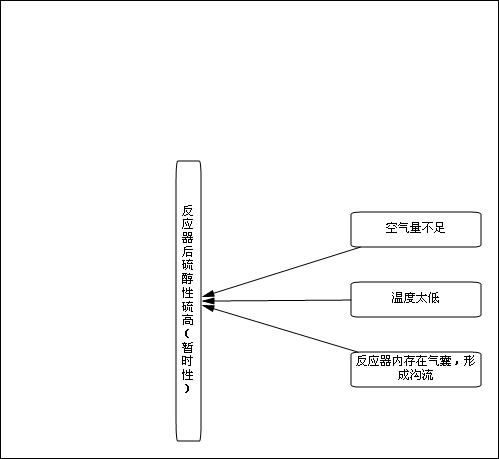 反应器后硫醇性硫高(暂时性)
空气量不足
温度太低
反应器内存在气囊,形
成沟流